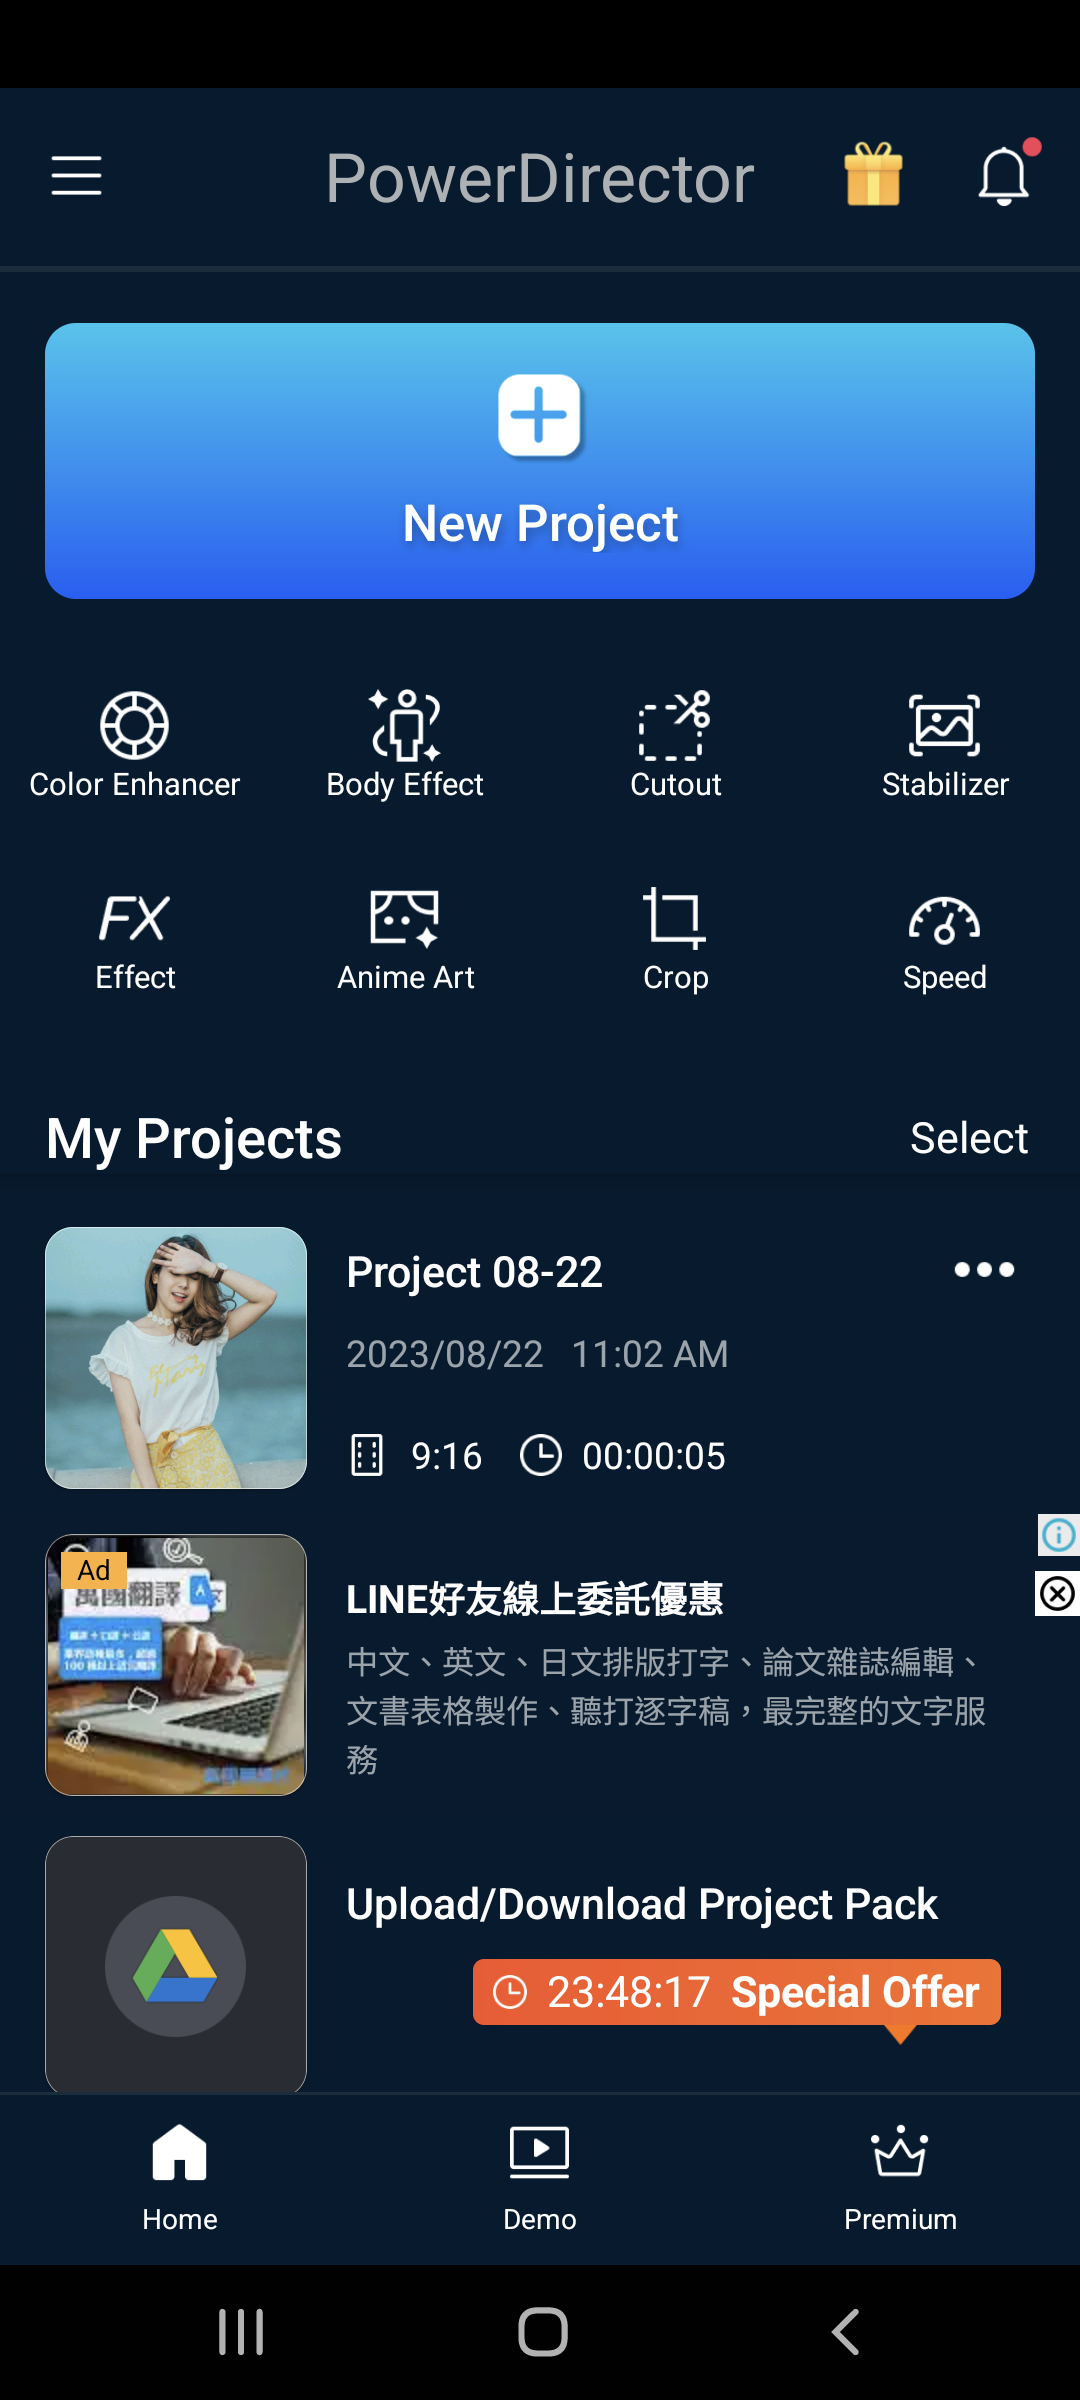 PowerDirector
New Project
Color Enhancer
Body Effect
Cutout
Stabilizer
FX
Effect
Anime Art
Crop
Speed
My Projects
Select
Project 08-22
2023/08/22 11:02 AM
9:16 00:00:05
Ad
萬國翻譯
LINE好友線上委託優惠
中文、英文、日文排版打字、論文雜誌編輯、
文書表格製作、聽打逐字稿，最完整的文字服
務
Upload/Download Project Pack
23:48:17 Special Offer
Home
Demo
Premium